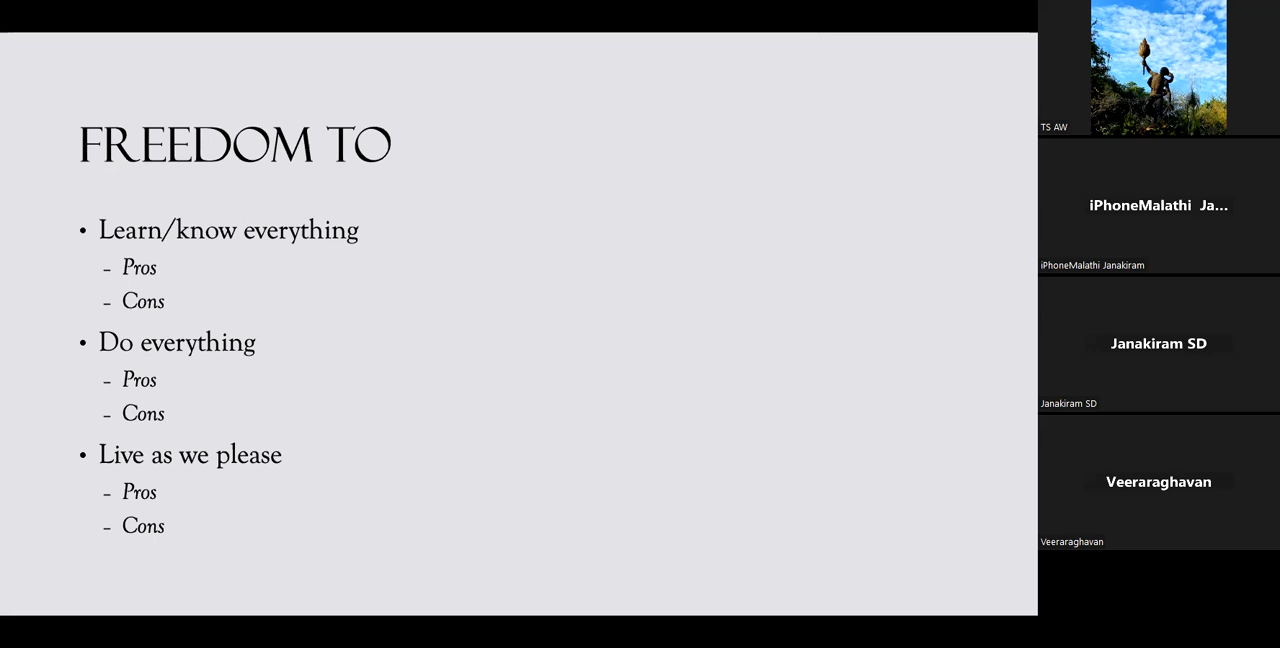 FREEDOM TO
• Learn/know everything
– Pros
– Cons
• Do everything
– Pros
– Cons
• Live as we please
– Pros
– Cons
TS AW
iPhoneMalathi Ja...
iPhoneMalathi Janakiram
Janakiram SD
Janakiram SD
Veeraraghavan
Veeraraghavan